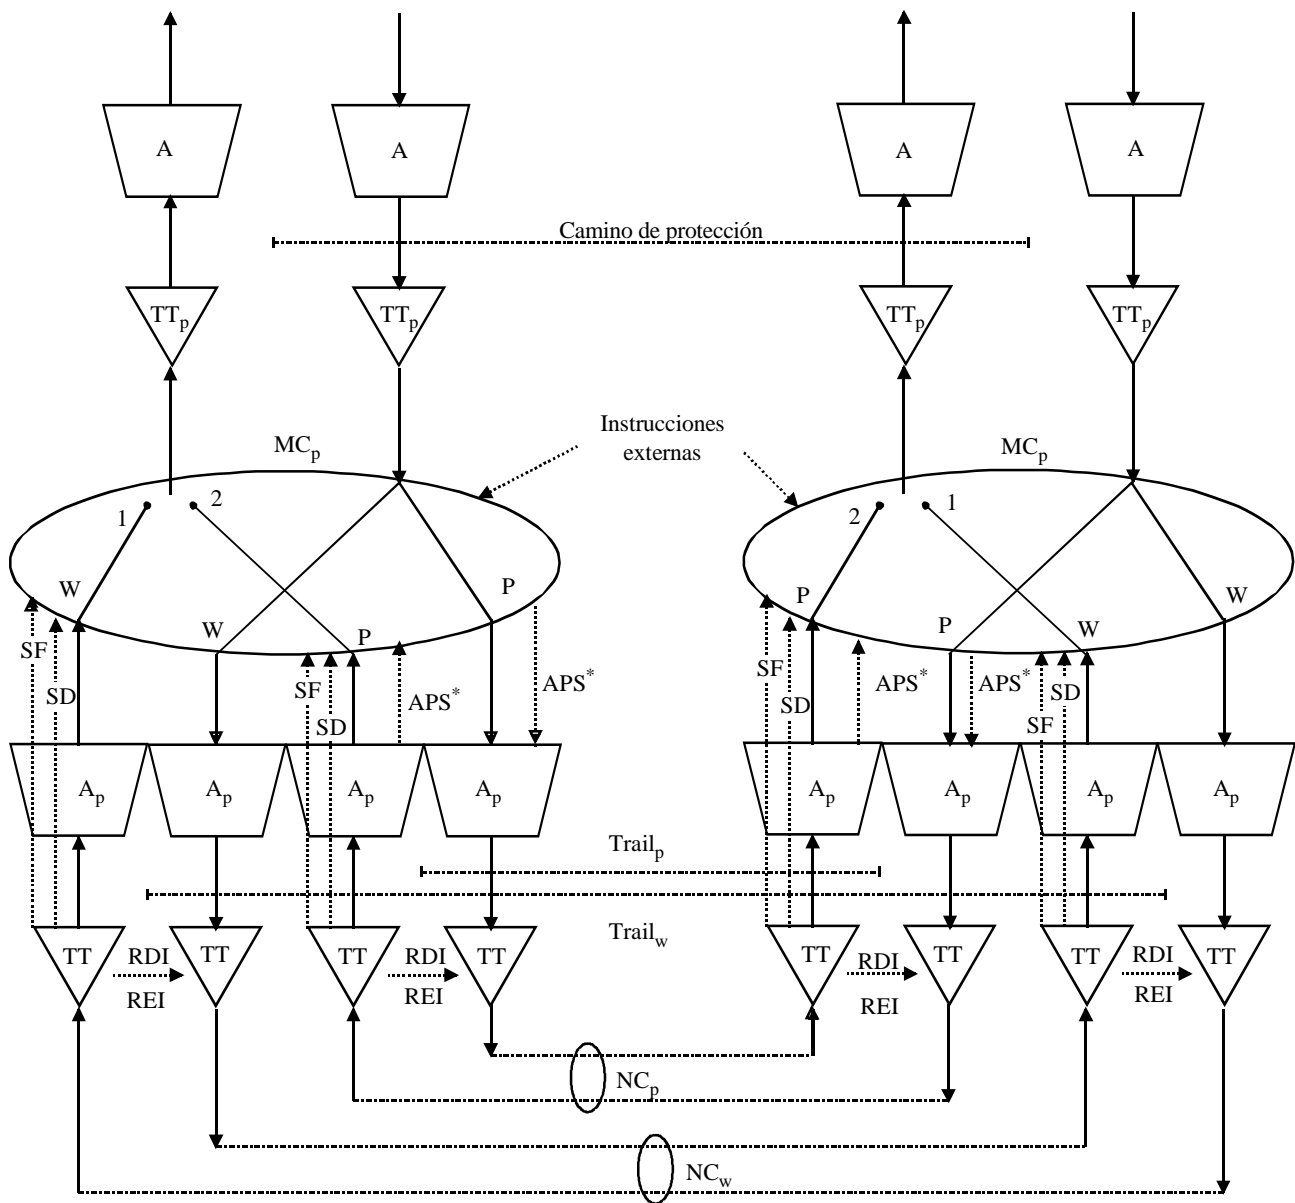 A
A
A
A
Camino de protección
TTp
TTp
TTp
TTp
Instrucciones
externas
MCp
MCp
1
2
2
1
W
P
W
P
P
W
P
W
SF
SD
SF
SD
APS*
APS*
SF
SD
APS*
APS*
SF
SD
Ap
Ap
Ap
Ap
Ap
Ap
Ap
Ap
Trailp
Trailw
TT
RDI
REI
TT
TT
RDI
REI
TT
TT
RDI
REI
TT
TT
RDI
REI
TT
NCp
NCw